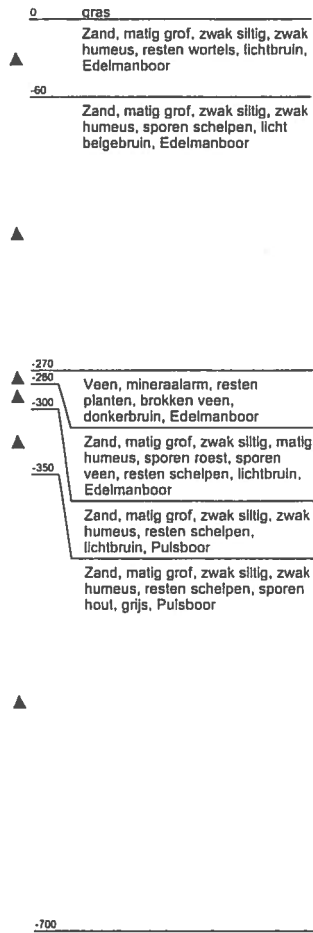 0 gras
Zand, matig grof, zwak siltig, zwak
humeus, resten wortels, lichtbruin,
Edelmanboor
-60
Zand, matig grof, zwak siltig, zwak
humeus, sporen schelpen, licht
beigebruin, Edelmanboor
-270
-280
Veen, mineraalarm, resten
planten, brokken veen,
donkerbruin, Edelmanboor
-300
Zand, matig grof, zwak siltig, matig
humeus, sporen roest, sporen
veen, resten schelpen, lichtbruin,
Edelmanboor
-350
Zand, matig grof, zwak siltig, zwak
humeus, resten schelpen,
lichtbruin, Pulsboor
Zand, matig grof, zwak siltig, zwak
humeus, resten schelpen, sporen
hout, grijs, Pulsboor
-700